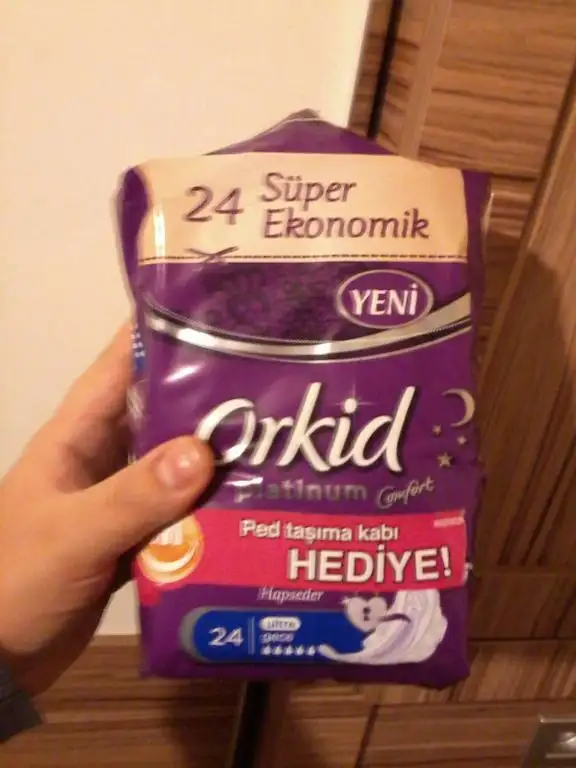 24 Süper
Ekonomik
YENİ
Orkid
platinum Comfort
Ped taşıma kabı
HEDİYE!
Hapseder
24 ultra
gece